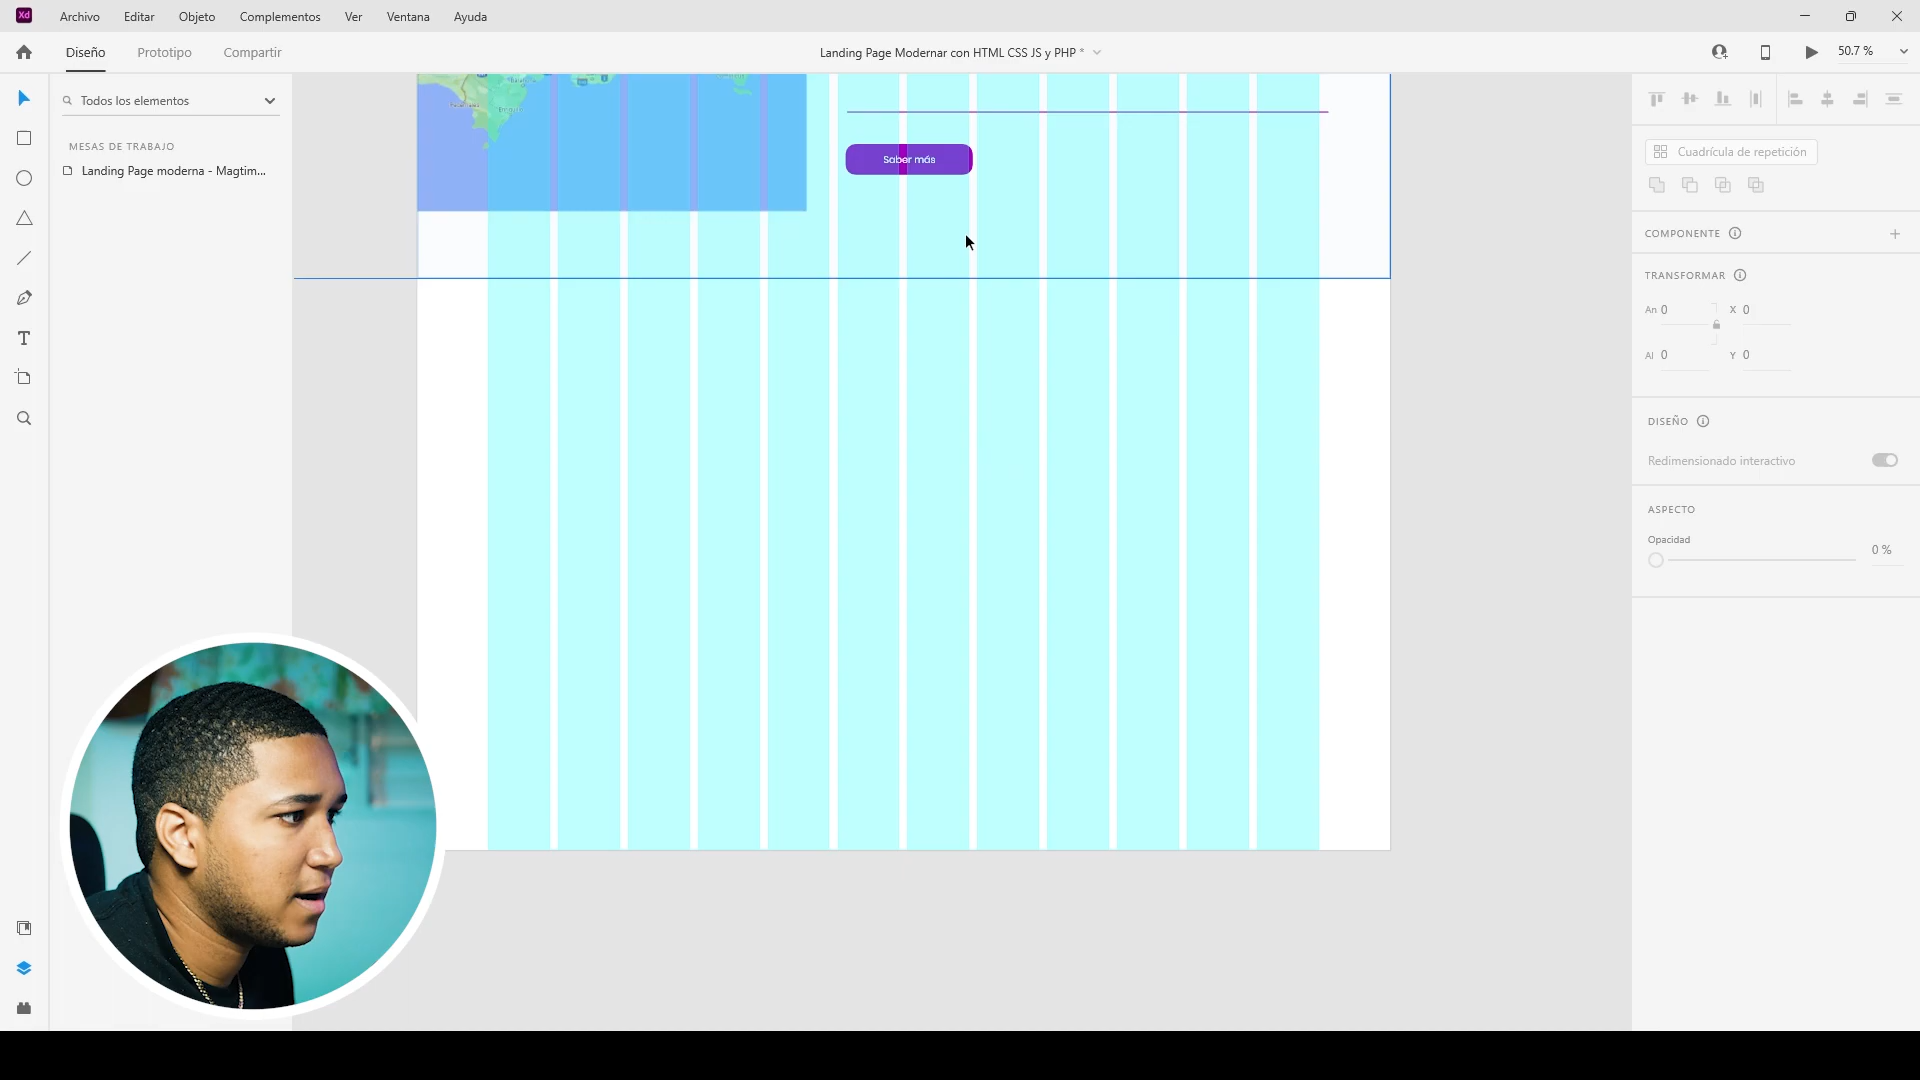 Xd
Archivo
Editar
Objeto
Complementos
Ver
Ventana
Ayuda
Diseño
Prototipo
Compartir
Landing Page Modernar con HTML CSS JS y PHP *
50.7 %
Todos los elementos
MESAS DE TRABAJO
Landing Page moderna - Magtim...
Saber más
Cuadrícula de repetición
COMPONENTE
TRANSFORMAR
An 0
X 0
Al 0
Y 0
DISEÑO
Redimensionado interactivo
ASPECTO
Opacidad
0 %